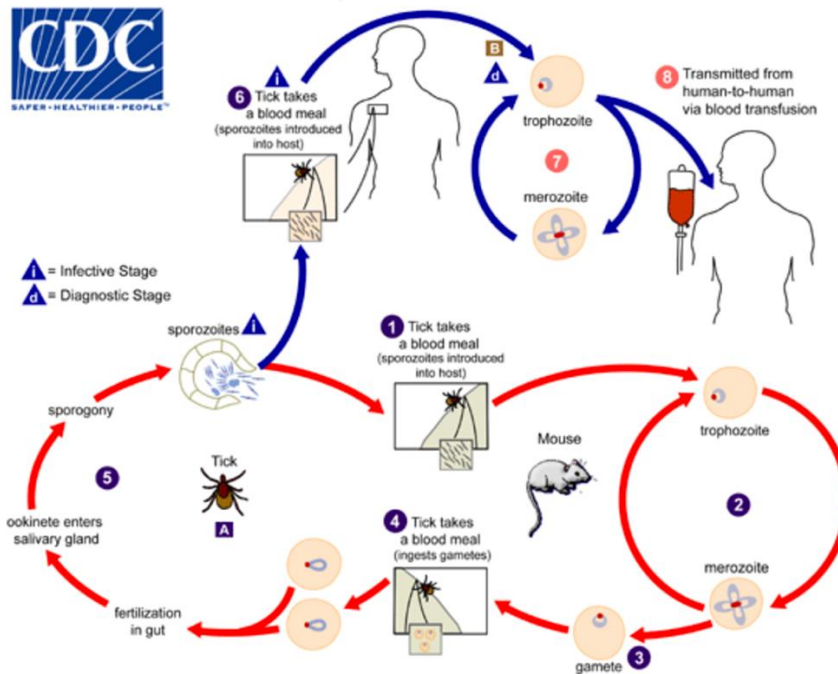 CDC
SAFER·HEALTHIER·PEOPLE™
i
6 Tick takes
a blood meal
(sporozoites introduced
into host)
B
d
trophozoite
8 Transmitted from
human-to-human
via blood transfusion
7
merozoite
i = Infective Stage
d = Diagnostic Stage
sporozoites i
1 Tick takes
a blood meal
(sporozoites introduced
into host)
trophozoite
sporogony
Tick
A
Mouse
5
2
ookinete enters
salivary gland
4 Tick takes
a blood meal
(ingests gametes)
merozoite
fertilization
in gut
gamete
3